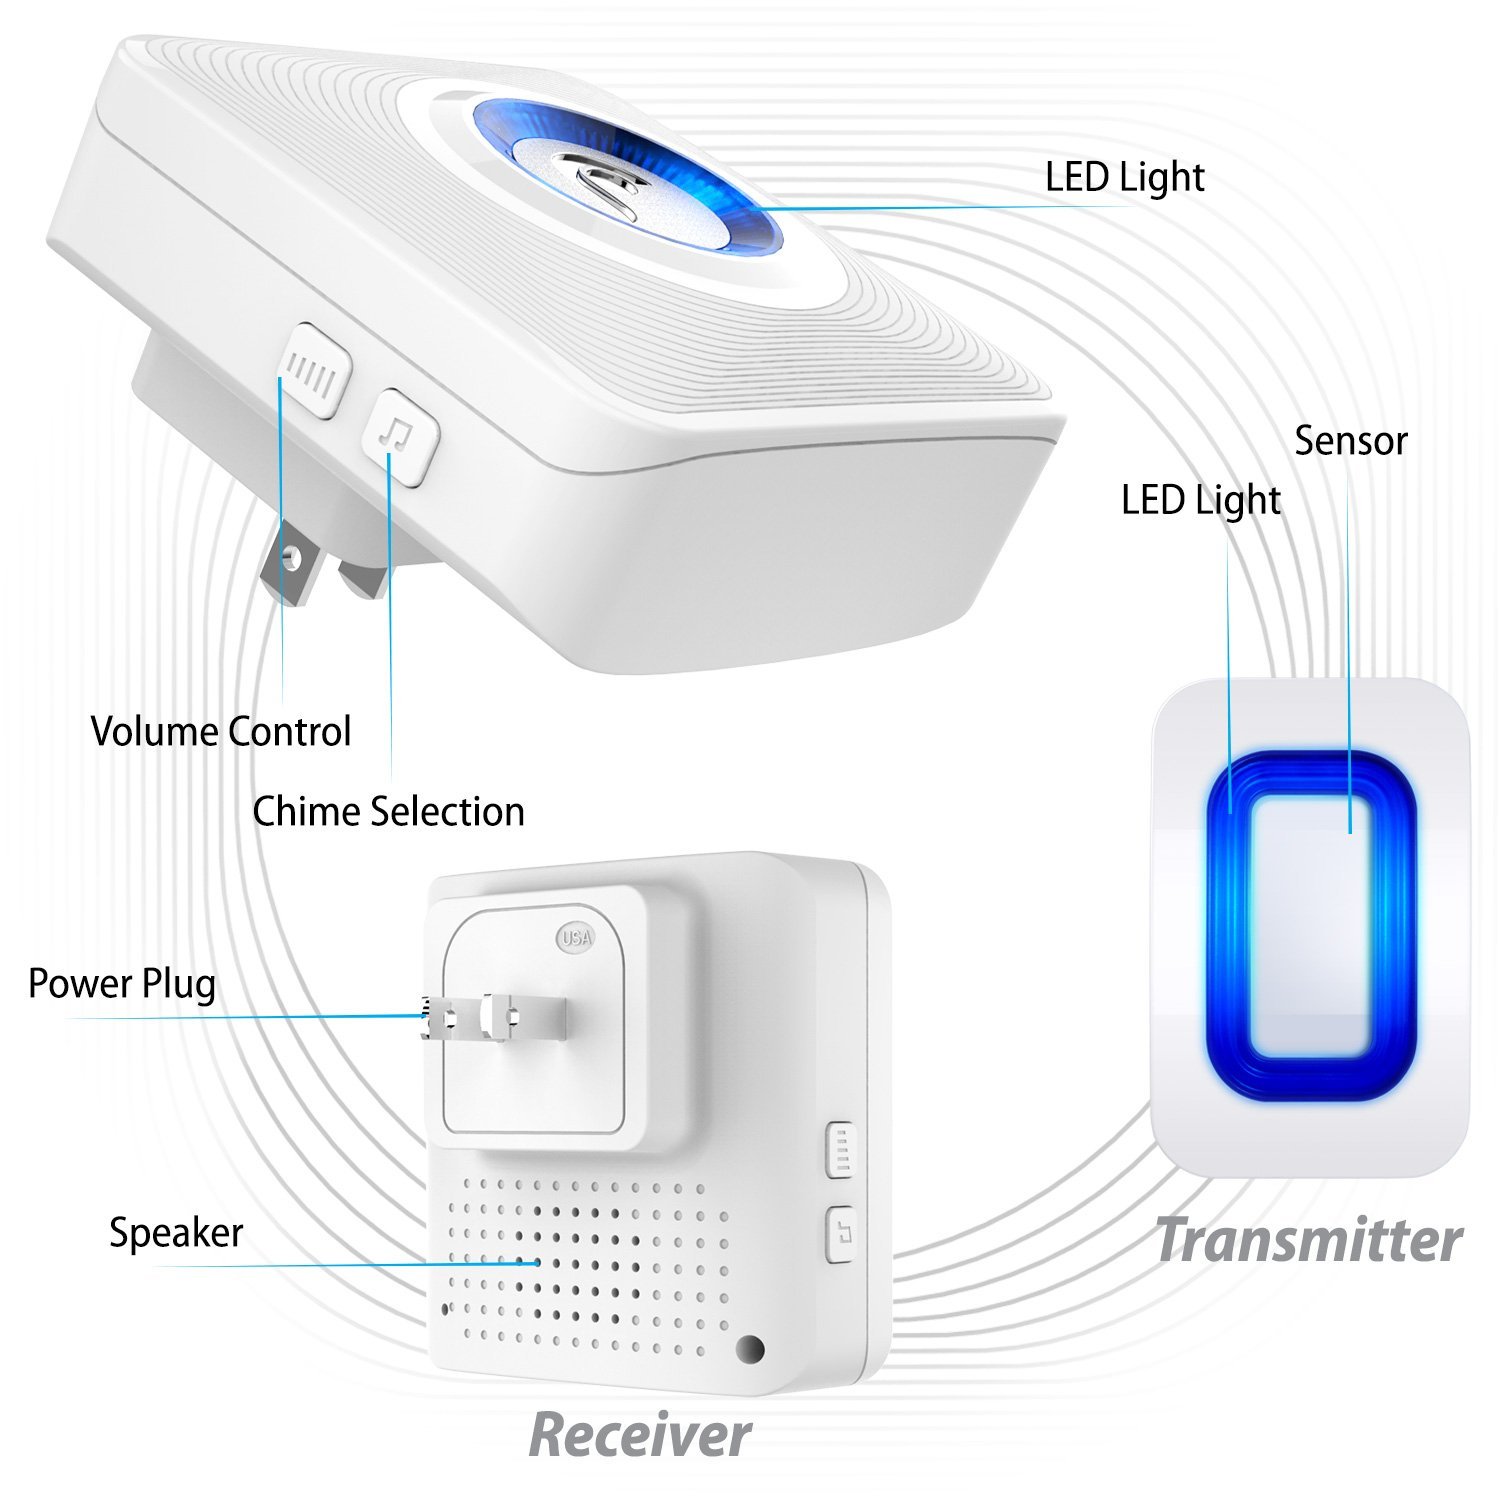 LED Light
Sensor
LED Light
Volume Control
Chime Selection
USA
Power Plug
Speaker
Transmitter
Receiver